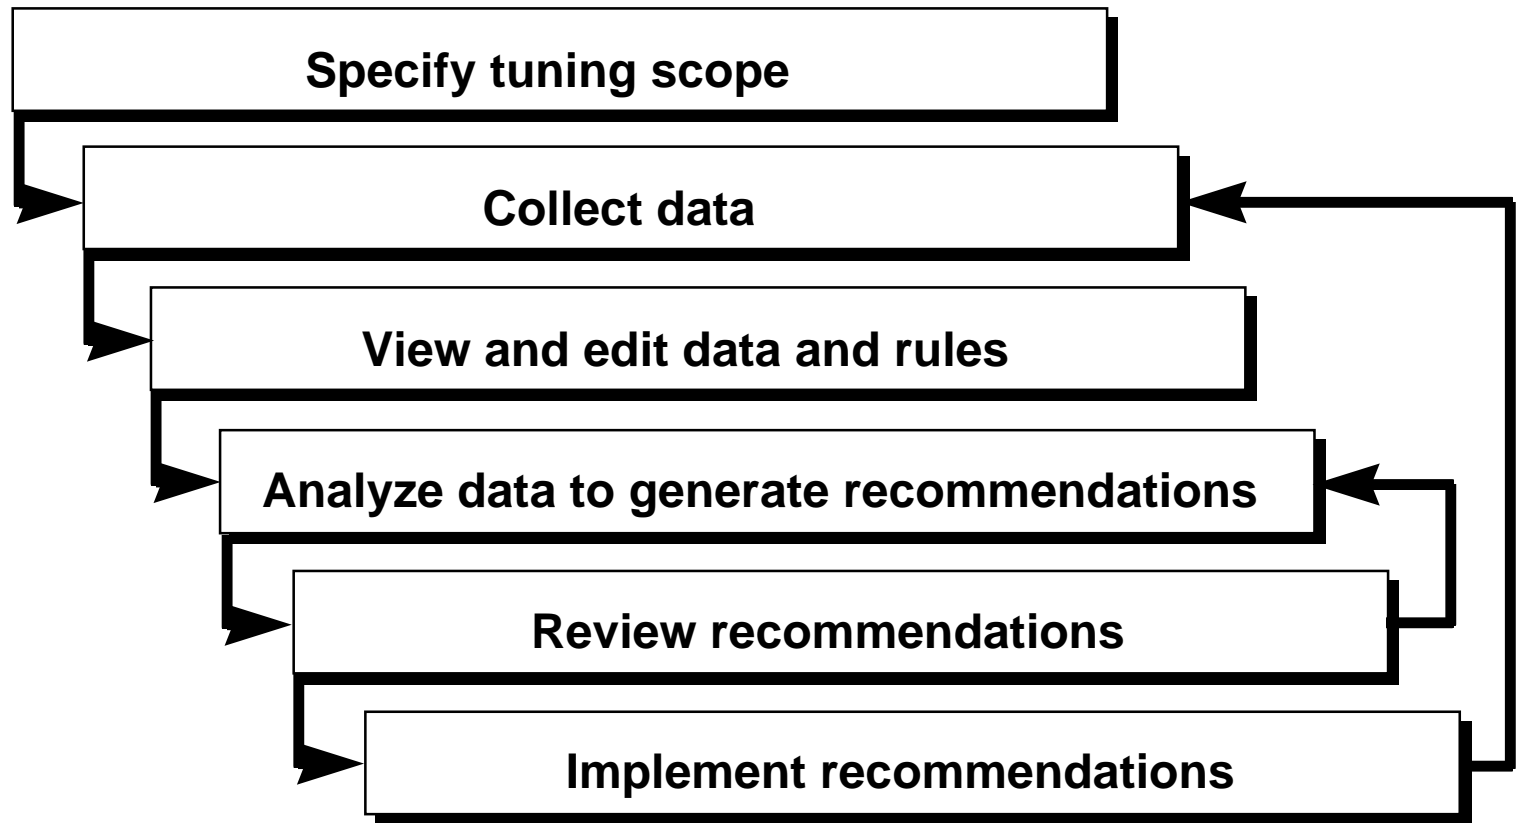 Specify tuning scope
Collect data
View and edit data and rules
Analyze data to generate recommendations
Review recommendations
Implement recommendations